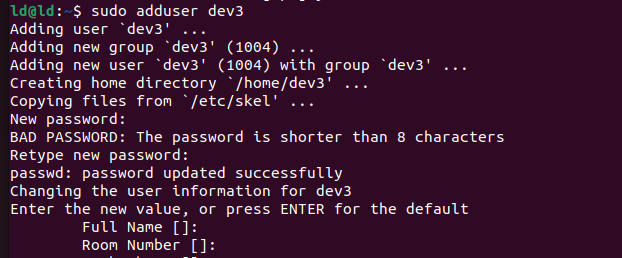 ld@ld:~$ sudo adduser dev3
Adding user `dev3' ...
Adding new group `dev3' (1004) ...
Adding new user `dev3' (1004) with group `dev3' ...
Creating home directory `/home/dev3' ...
Copying files from `/etc/skel' ...
New password:
BAD PASSWORD: The password is shorter than 8 characters
Retype new password:
passwd: password updated successfully
Changing the user information for dev3
Enter the new value, or press ENTER for the default
Full Name []:
Room Number []: